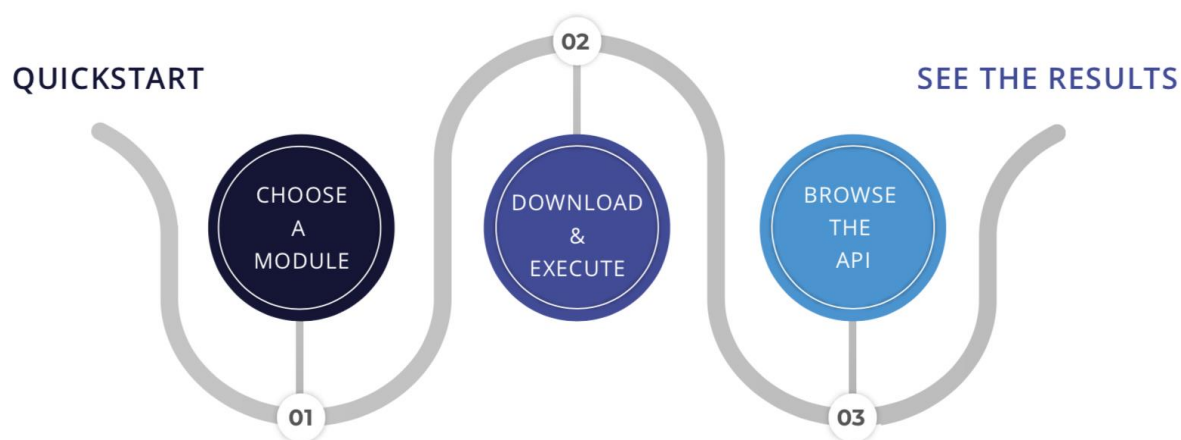 QUICKSTART
CHOOSE
A
MODULE
01
02
DOWNLOAD
&
EXECUTE
BROWSE
THE
API
03
SEE THE RESULTS